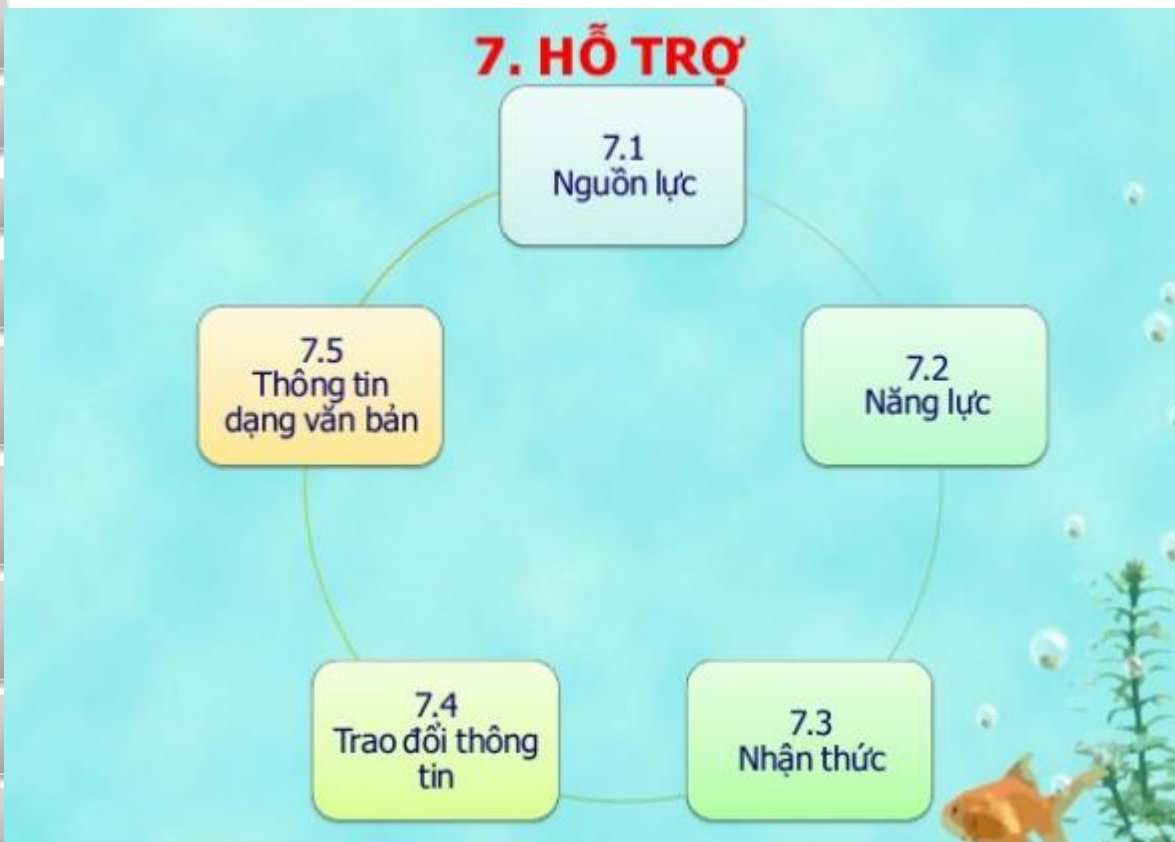 7. HỖ TRỢ
7.1
Nguồn lực
7.2
Năng lực
7.3
Nhận thức
7.4
Trao đổi thông
tin
7.5
Thông tin
dạng văn bản